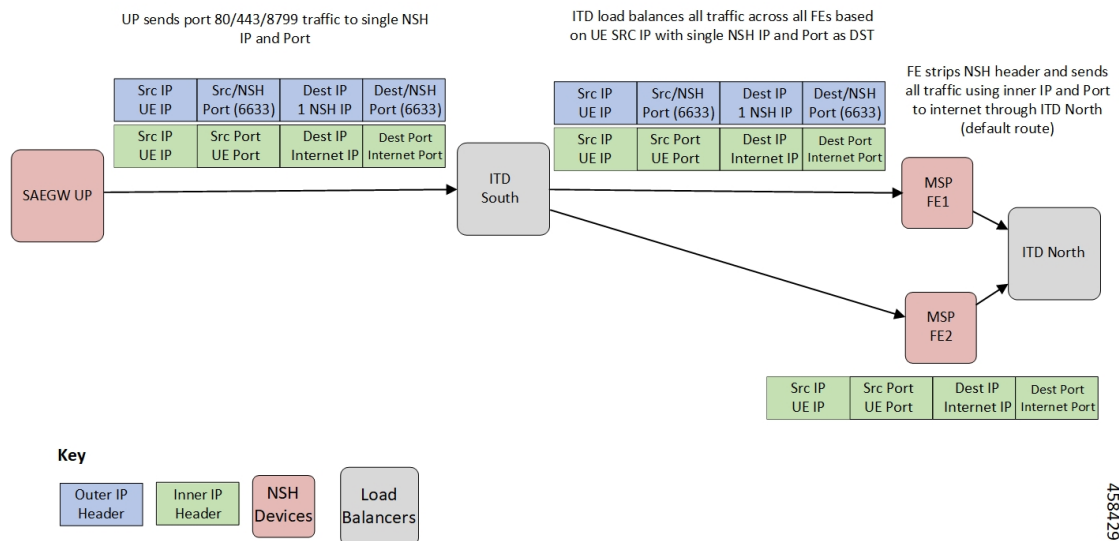 UP sends port 80/443/8799 traffic to single NSH
IP and Port
ITD load balances all traffic across all FEs based
on UE SRC IP with single NSH IP and Port as DST
FE strips NSH header and sends
all traffic using inner IP and Port
to internet through ITD North
(default route)
Src IP
UE IP
Src/NSH
Port (6633)
Dest IP
1 NSH IP
Dest/NSH
Port (6633)
Src IP
UE IP
Src Port
UE Port
Dest IP
Internet IP
Dest Port
Internet Port
Src IP
UE IP
Src/NSH
Port (6633)
Dest IP
1 NSH IP
Dest/NSH
Port (6633)
Src IP
UE IP
Src Port
UE Port
Dest IP
Internet IP
Dest Port
Internet Port
SAEGW UP
ITD
South
MSP
FE1
ITD North
MSP
FE2
Src IP
UE IP
Src Port
UE Port
Dest IP
Internet IP
Dest Port
Internet Port
Key
Outer IP
Header
Inner IP
Header
NSH
Devices
Load
Balancers
458429